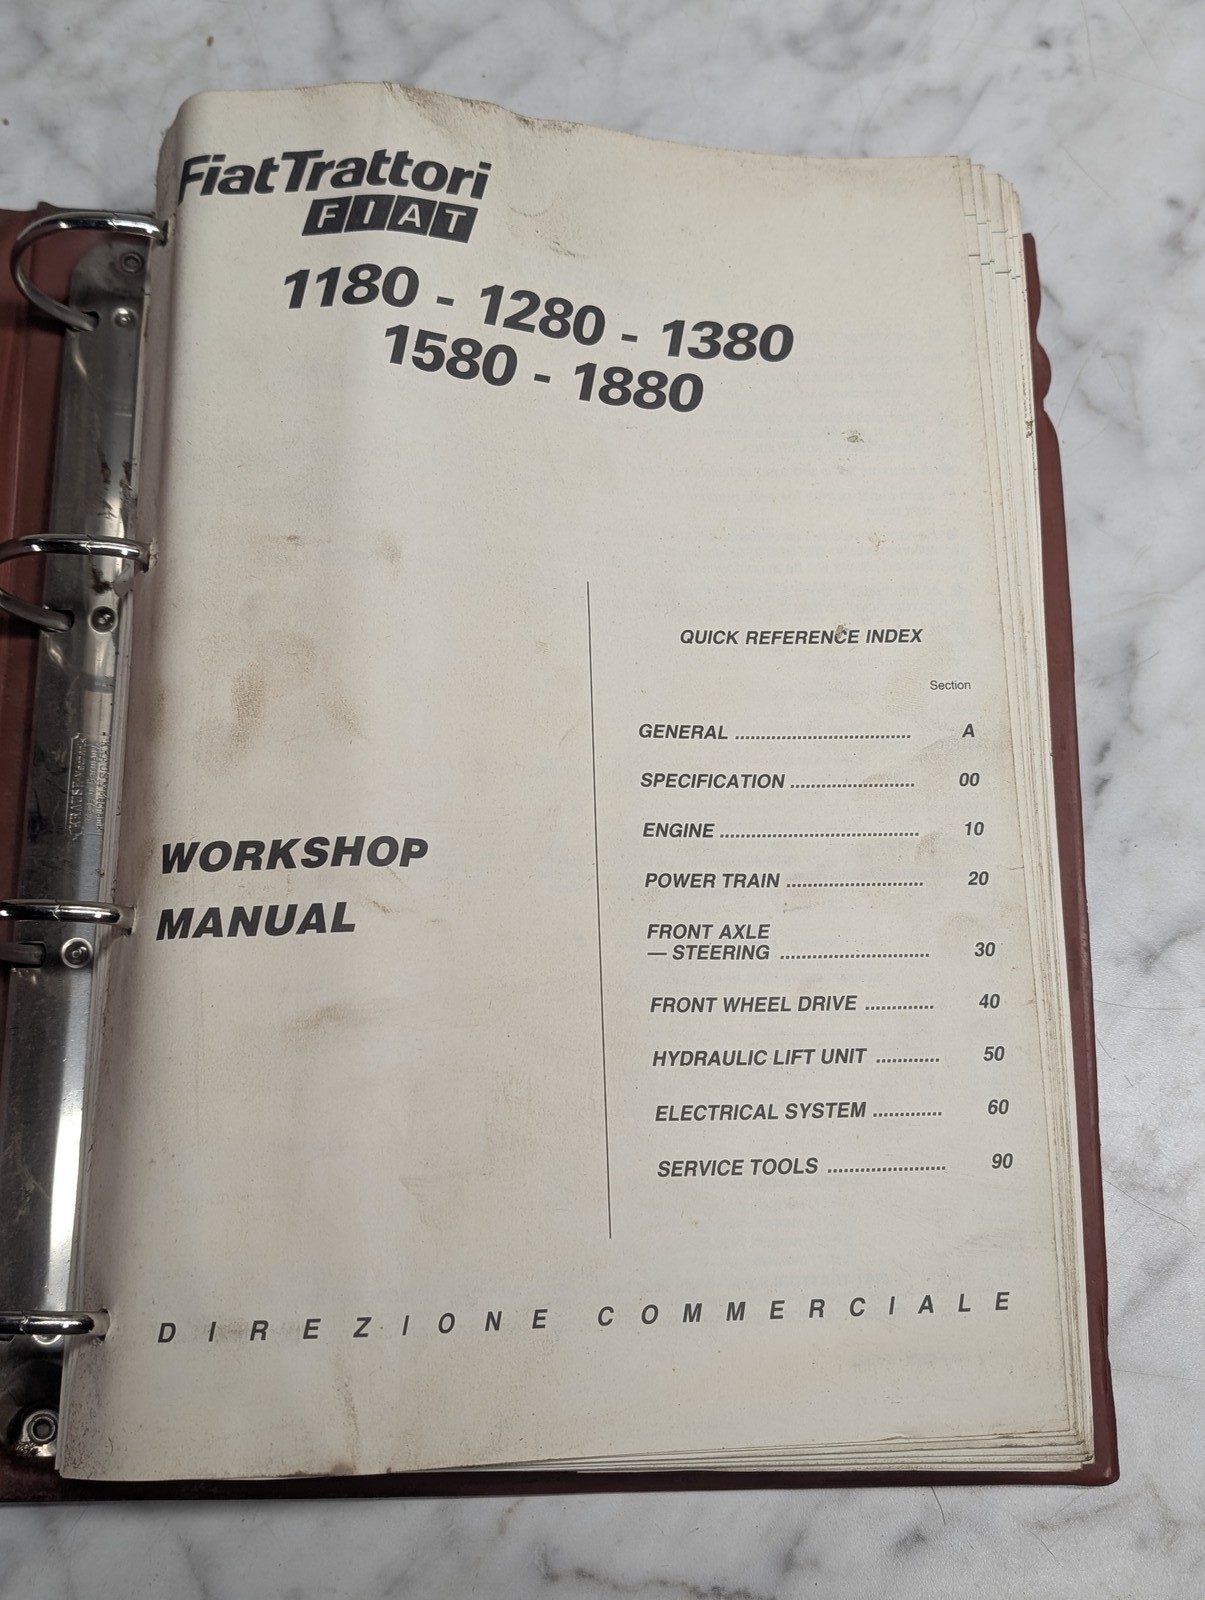 FiatTrattori
FIAT
1180 - 1280 - 1380
1580 - 1880
QUICK REFERENCE INDEX
Section
GENERAL ................................. A
SPECIFICATION ....................... 00
ENGINE ..................................... 10
POWER TRAIN ......................... 20
FRONT AXLE
— STEERING ........................... 30
FRONT WHEEL DRIVE ............. 40
HYDRAULIC LIFT UNIT ............ 50
ELECTRICAL SYSTEM ............. 60
SERVICE TOOLS ...................... 90
WORKSHOP
MANUAL
DIREZIONE COMMERCIALE